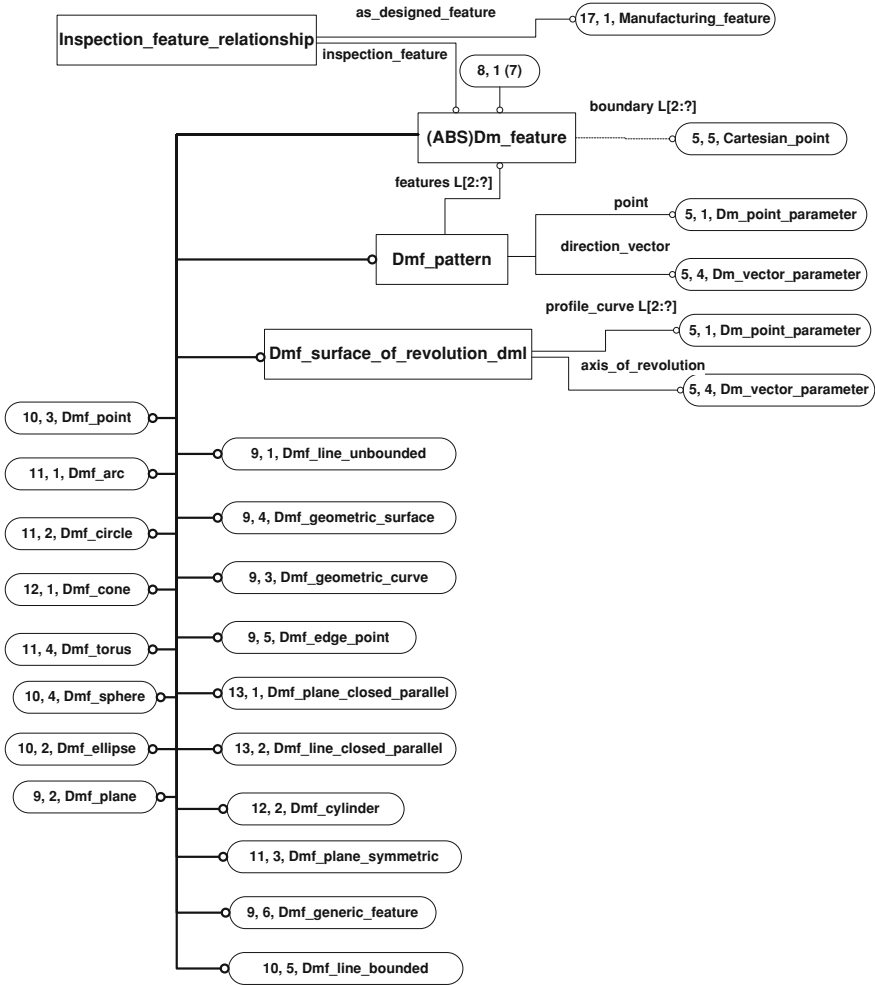 as_designed_feature
17, 1, Manufacturing_feature
Inspection_feature_relationship
inspection_feature
8, 1 (7)
boundary L[2:?]
(ABS)Dm_feature
5, 5, Cartesian_point
features L[2:?]
point
5, 1, Dm_point_parameter
direction_vector
Dmf_pattern
5, 4, Dm_vector_parameter
profile_curve L[2:?]
5, 1, Dm_point_parameter
Dmf_surface_of_revolution_dml
axis_of_revolution
5, 4, Dm_vector_parameter
10, 3, Dmf_point
9, 1, Dmf_line_unbounded
11, 1, Dmf_arc
9, 4, Dmf_geometric_surface
11, 2, Dmf_circle
9, 3, Dmf_geometric_curve
12, 1, Dmf_cone
9, 5, Dmf_edge_point
11, 4, Dmf_torus
13, 1, Dmf_plane_closed_parallel
10, 4, Dmf_sphere
10, 2, Dmf_ellipse
13, 2, Dmf_line_closed_parallel
9, 2, Dmf_plane
12, 2, Dmf_cylinder
11, 3, Dmf_plane_symmetric
9, 6, Dmf_generic_feature
10, 5, Dmf_line_bounded